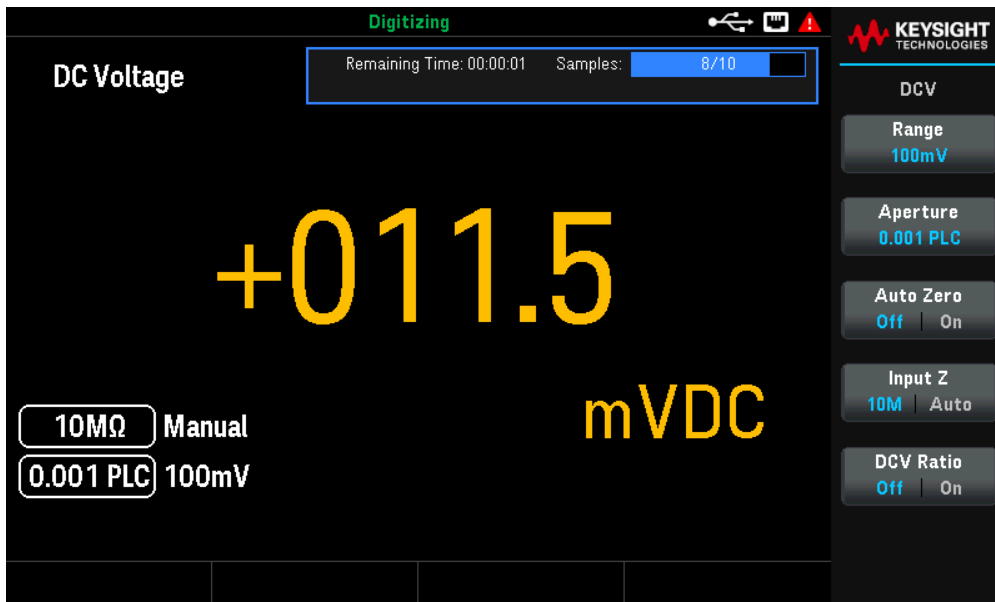 Digitizing
KEYSIGHT
TECHNOLOGIES
DC Voltage
Remaining Time: 00:00:01 Samples: 8/10
DCV
Range
100mV
Aperture
0.001 PLC
Auto Zero
Off On
Input Z
10M Auto
DCV Ratio
Off On
+011.5
mVDC
10MΩ Manual
0.001 PLC 100mV